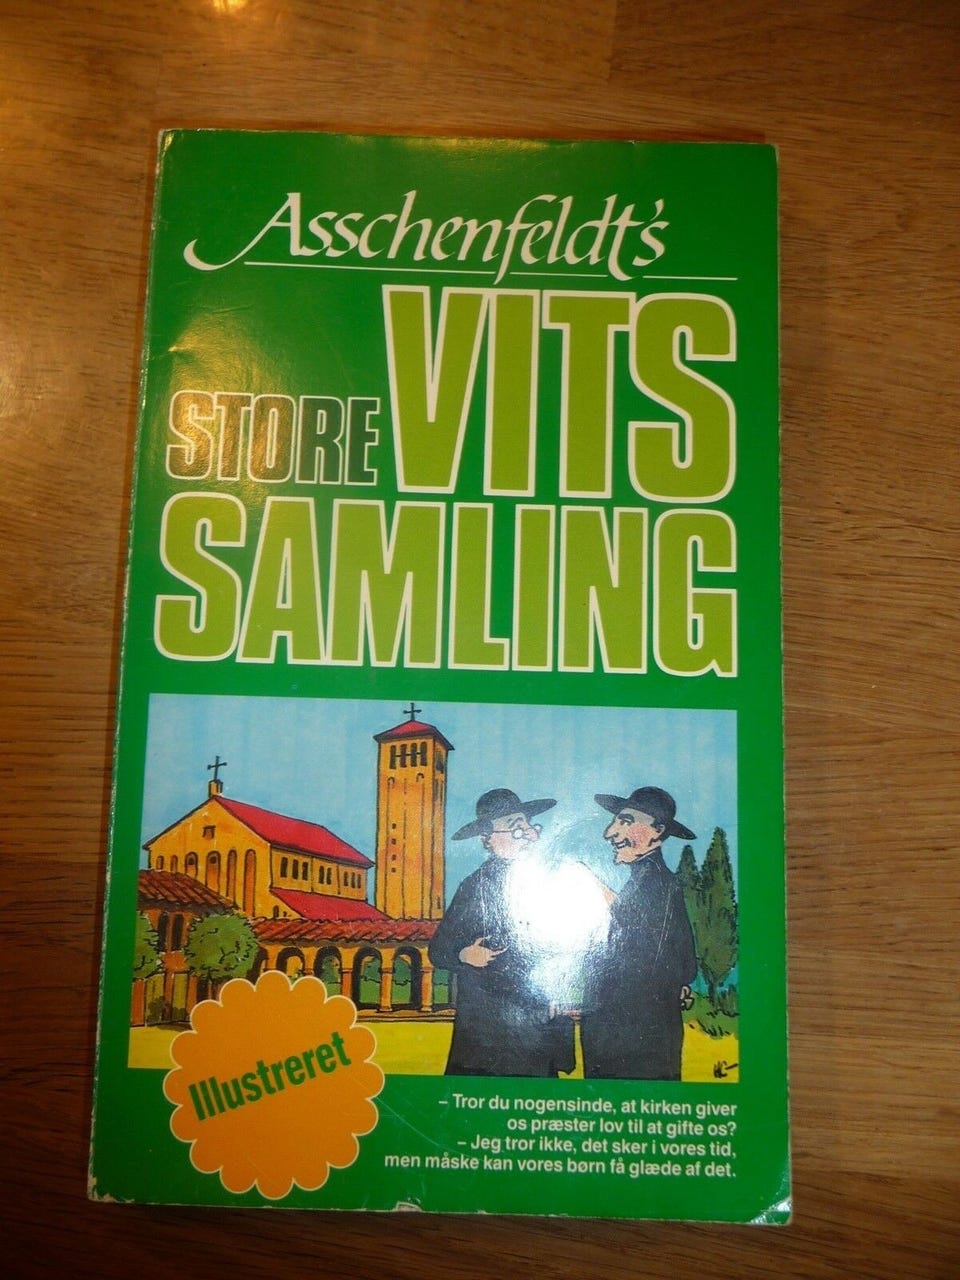 Asschenfeldt's
STORE VITS
SAMLING
Illustreret
– Tror du nogensinde, at kirken giver
os præster lov til at gifte os?
– Jeg tror ikke, det sker i vores tid,
men måske kan vores børn få glæde af det.